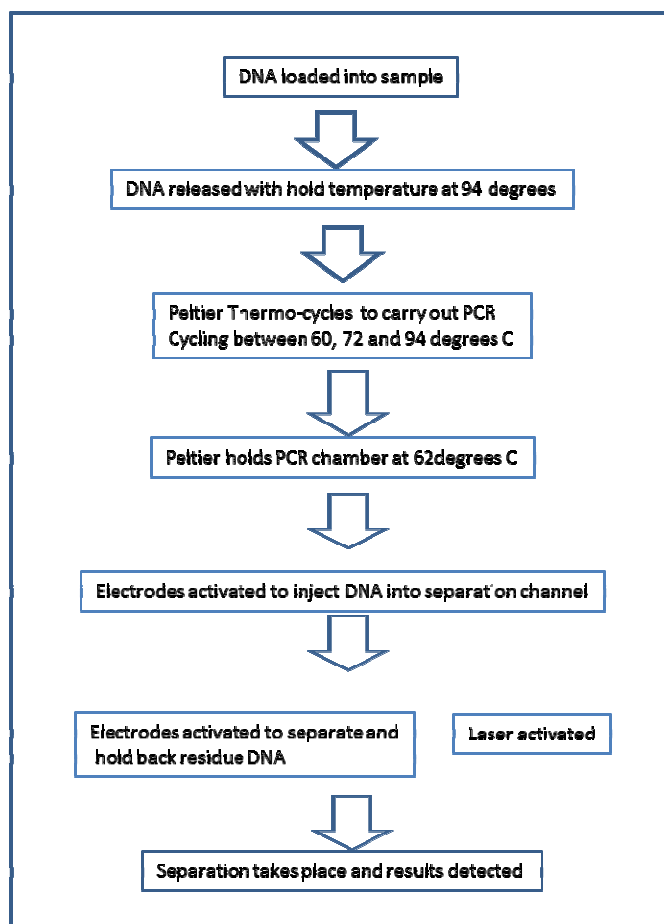 DNA loaded into sample
DNA released with hold temperature at 94 degrees
Peltier Thermo-cycles to carry out PCR
Cycling between 60, 72 and 94 degrees C
Peltier holds PCR chamber at 62degrees C
Electrodes activated to inject DNA into separation channel
Electrodes activated to separate and
hold back residue DNA
Laser activated
Separation takes place and results detected